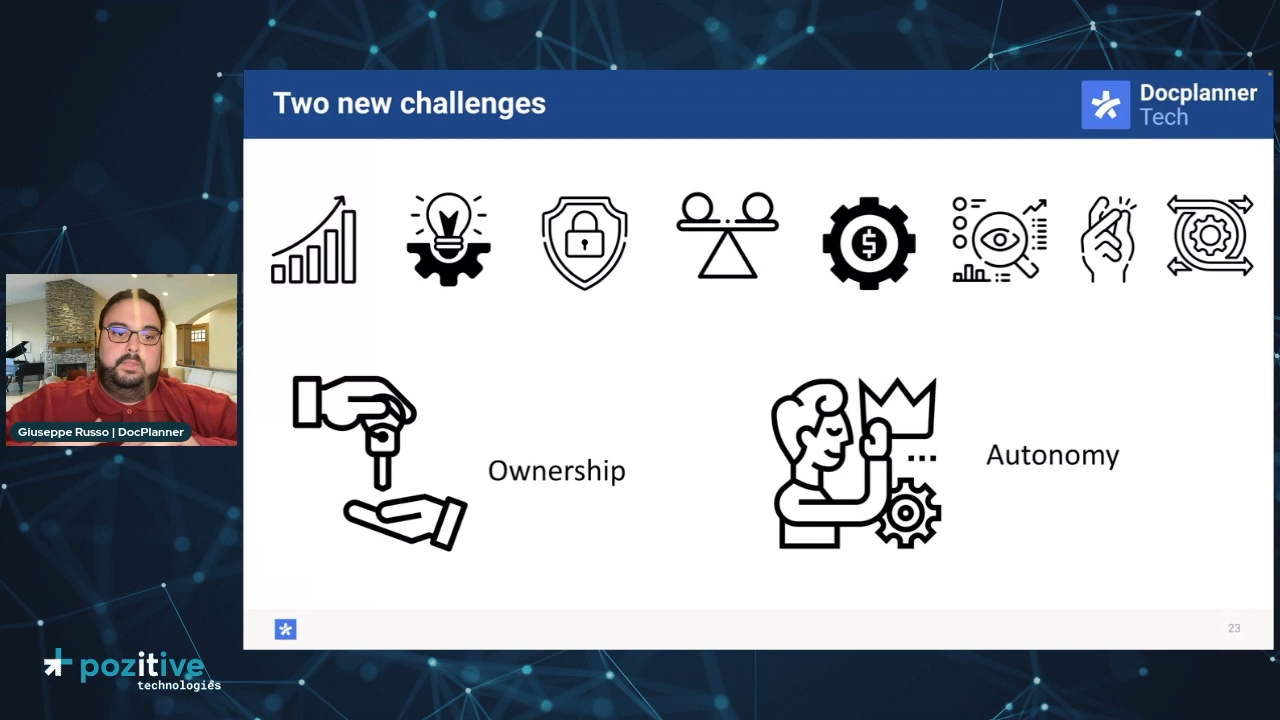 Two new challenges
Docplanner
Tech
Ownership
Autonomy
Giuseppe Russo | DocPlanner
23
pozitive
technologies